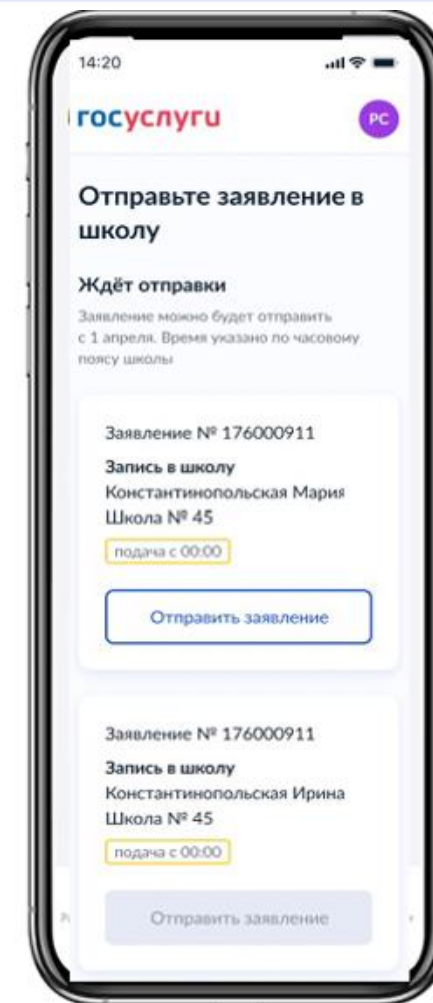 14:20
госуслуги
РС
Отправьте заявление в
школу
Ждёт отправки
Заявление можно будет отправить
с 1 апреля. Время указано по часовому
поясу школы
Заявление № 176000911
Запись в школу
Константинопольская Мария
Школа № 45
подача с 00:00
Отправить заявление
Заявление № 176000911
Запись в школу
Константинопольская Ирина
Школа № 45
подача с 00:00
Отправить заявление